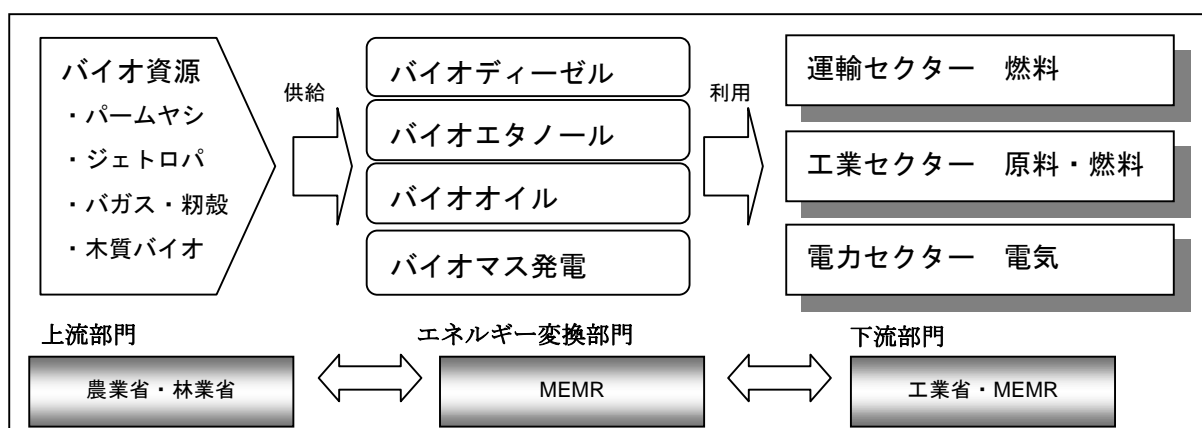 バイオ資源
・パームヤシ
・ジェトロパ
・バガス・籾殻
・木質バイオ
供給
バイオディーゼル
バイオエタノール
バイオオイル
バイオマス発電
利用
運輸セクター　燃料
工業セクター　原料・燃料
電力セクター　電気
上流部門
エネルギー変換部門
下流部門
農業省・林業省
MEMR
工業省・MEMR